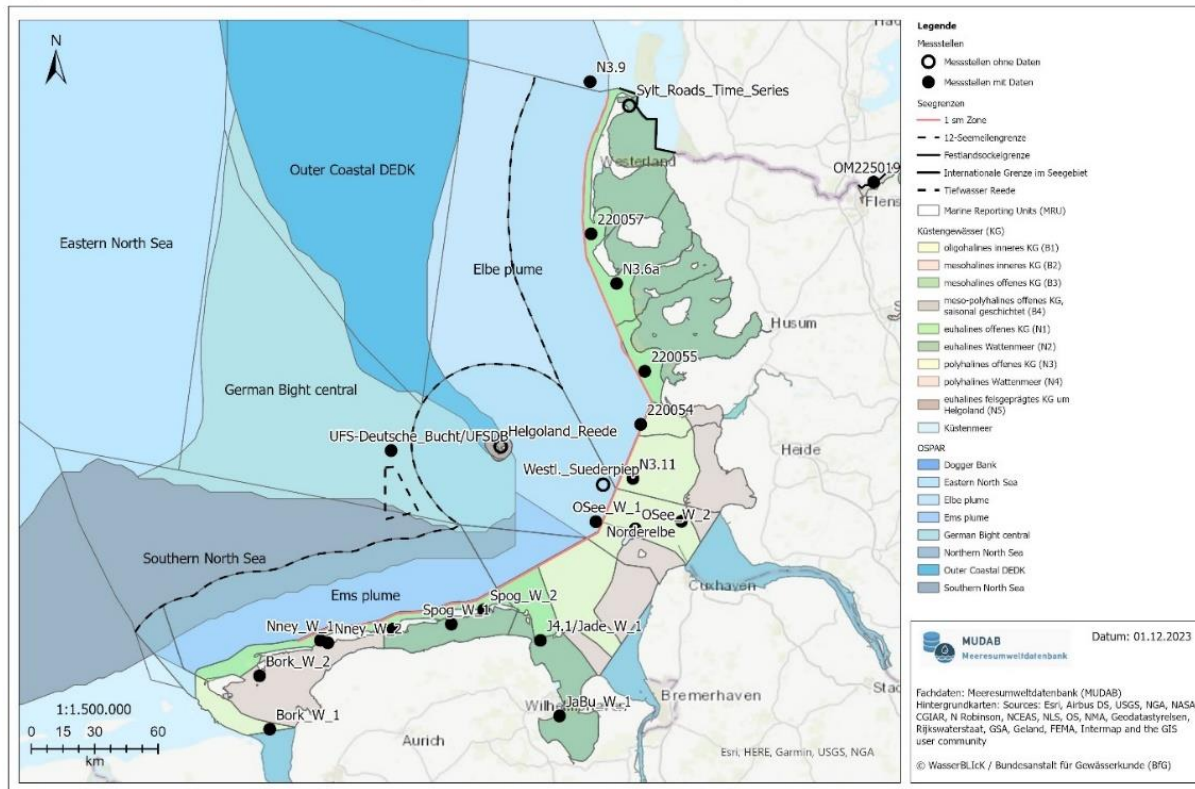 N
N3.9
Sylt_Roads_Time_Series
Westerland
OM225019
Flens
Outer Coastal DEDK
Eastern North Sea
Elbe plume
220057
N3.6a
Husum
220055
German Bight central
220054
UFS-Deutsche_Bucht/UFSDB
Helgoland_Reede
Heide
Westl._Suederpiep
N3.11
OSee_W_1
OSee_W_2
Norderelbe
Southern North Sea
Cuxhaven
Ems plume
Spog_W_2
Spog_W_1
Nney_W_1
Nney_W_2
J4.1/Jade_W_1
Bork_W_2
1:1.500.000
JaBu_W_1
Bremerhaven
Stad
Bork_W_1
0 15 30 60
km
Aurich
Esri, HERE, Garmin, USGS, NGA
Legende
Messstellen
Messstellen ohne Daten
Messstellen mit Daten
Seegrenzen
1 sm Zone
12-Seemeilengrenze
Festlandsockelgrenze
Internationale Grenze im Seegebiet
Tiefwasser Reede
Marine Reporting Units (MRU)
Küstengewässer (KG)
oligohalines inneres KG (B1)
mesohalines inneres KG (B2)
mesohalines offenes KG (B3)
meso-polyhalines offenes KG,
saisonal geschichtet (B4)
euhalines offenes KG (N1)
euhalines Wattenmeer (N2)
polyhalines offenes KG (N3)
polyhalines Wattenmeer (N4)
euhalines felsgeprägtes KG um
Helgoland (N5)
Küstenmeer
OSPAR
Dogger Bank
Eastern North Sea
Elbe plume
Ems plume
German Bight central
Northern North Sea
Outer Coastal DEDK
Southern North Sea
MUDAB
Meeresumweltdatenbank
Datum: 01.12.2023
Fachdaten: Meeresumweltdatenbank (MUDAB)
Hintergrundkarten: Sources: Esri, Airbus DS, USGS, NGA, NASA,
CGIAR, N Robinson, NCEAS, NLS, OS, NMA, Geodatastyrelsen,
Rijkswaterstaat, GSA, Geland, FEMA, Intermap and the GIS
user community
© WasserBLIcK / Bundesanstalt für Gewässerkunde (BfG)